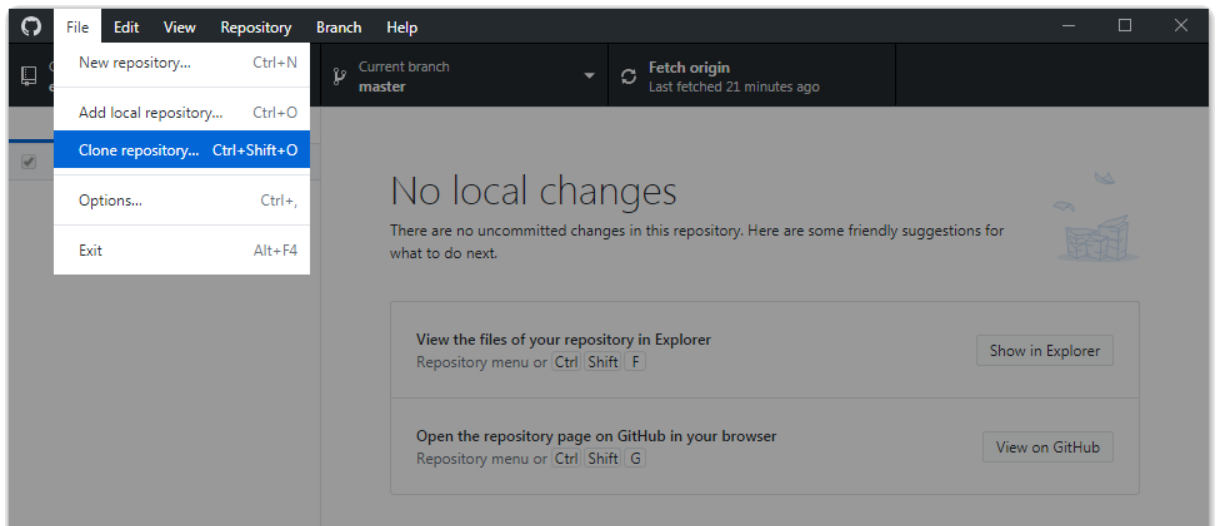 File Edit View Repository Branch Help
New repository... Ctrl+N
Add local repository... Ctrl+O
Clone repository... Ctrl+Shift+O
Options... Ctrl+,
Exit Alt+F4
Current branch
master
Fetch origin
Last fetched 21 minutes ago
No local changes
There are no uncommitted changes in this repository. Here are some friendly suggestions for
what to do next.
View the files of your repository in Explorer
Repository menu or Ctrl Shift F
Show in Explorer
Open the repository page on GitHub in your browser
Repository menu or Ctrl Shift G
View on GitHub